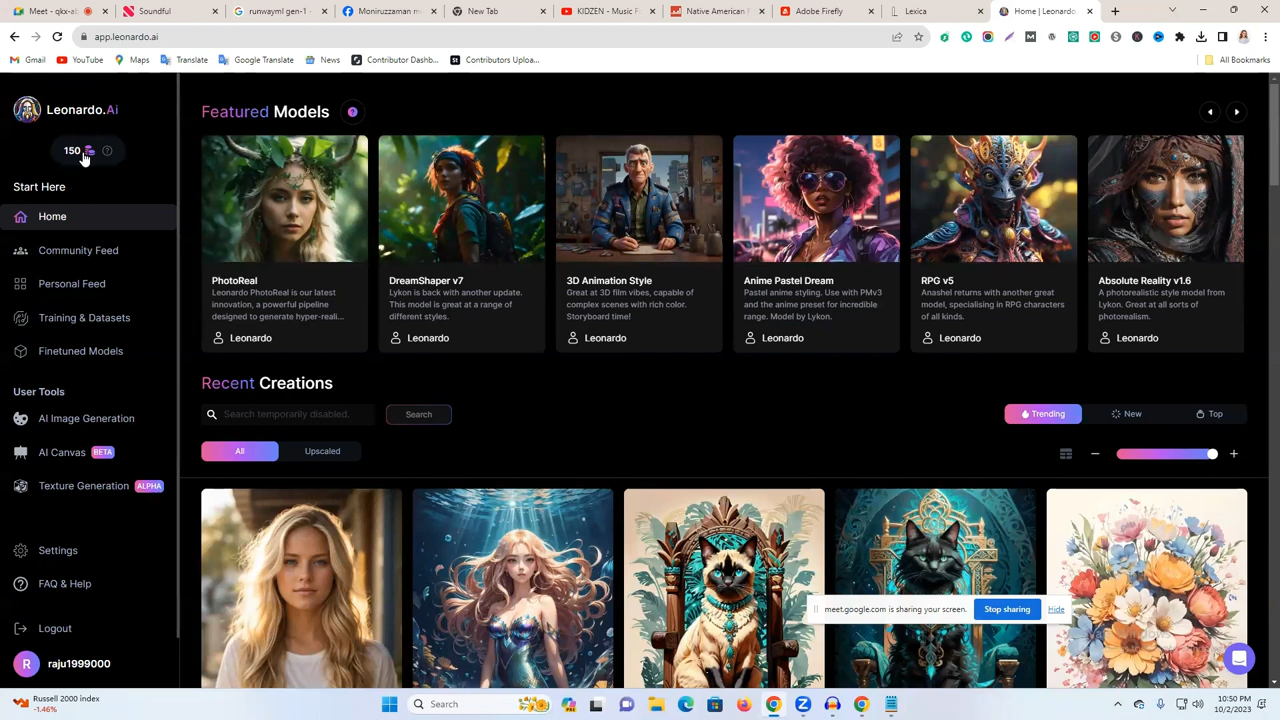 Meet - qkx-ab
Soundful
runwayml gen-1 -
Moniruzzaman m
New Tab
KIDZEN - Music F
Native American F
Adobe Firefly
Lexica
Home | Leonardo
app.leonardo.ai
Gmail
YouTube
Maps
Translate
Google Translate
News
Contributor Dashb...
Contributors Uploa...
All Bookmarks
Leonardo.Ai
150
Start Here
Home
Community Feed
Personal Feed
Training & Datasets
Finetuned Models
User Tools
AI Image Generation
AI Canvas BETA
Texture Generation ALPHA
Settings
FAQ & Help
Logout
R raju1999000
Featured Models
PhotoReal
Leonardo PhotoReal is our latest
innovation, a powerful pipeline
designed to generate hyper-reali...
Leonardo
DreamShaper v7
Lykon is back with another update.
This model is great at a range of
different styles.
Leonardo
3D Animation Style
Great at 3D film vibes, capable of
complex scenes with rich color.
Storyboard time!
Leonardo
Anime Pastel Dream
Pastel anime styling. Use with PMv3
and the anime preset for incredible
range. Model by Lykon.
Leonardo
RPG v5
Anashel returns with another great
model, specialising in RPG characters
of all kinds.
Leonardo
Absolute Reality v1.6
A photorealistic style model from
Lykon. Great at all sorts of
photorealism.
Leonardo
Recent Creations
Search temporarily disabled.
Search
Trending
New
Top
All
Upscaled
meet.google.com is sharing your screen.
Stop sharing
Hide
Russell 2000 index
-1.46%
Search
10:50 PM
10/2/2023